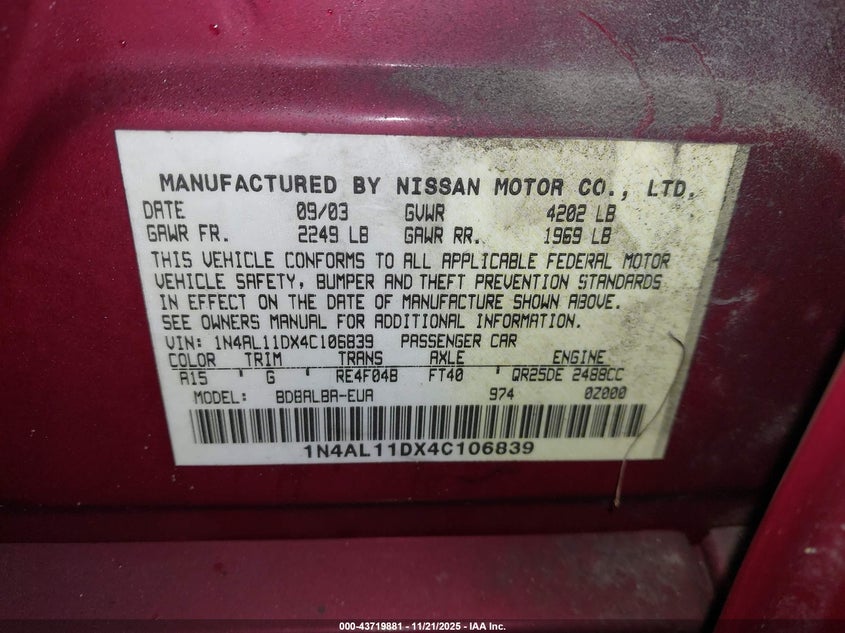 MANUFACTURED BY NISSAN MOTOR CO., LTD.
DATE 09/03 GVWR 4202 LB
GAWR FR. 2249 LB GAWR RR. 1969 LB
THIS VEHICLE CONFORMS TO ALL APPLICABLE FEDERAL MOTOR
VEHICLE SAFETY, BUMPER AND THEFT PREVENTION STANDARDS
IN EFFECT ON THE DATE OF MANUFACTURE SHOWN ABOVE.
SEE OWNERS MANUAL FOR ADDITIONAL INFORMATION.
VIN: 1N4AL11DX4C106839 PASSENGER CAR
COLOR TRIM TRANS AXLE ENGINE
A15 ' G ' RE4F04B FT40 ' QR25DE 2488CC
MODEL: BDBALBA-EUA 974 0Z000
1N4AL11DX4C106839
000-43719881 - 11/21/2025 - IAA Inc.